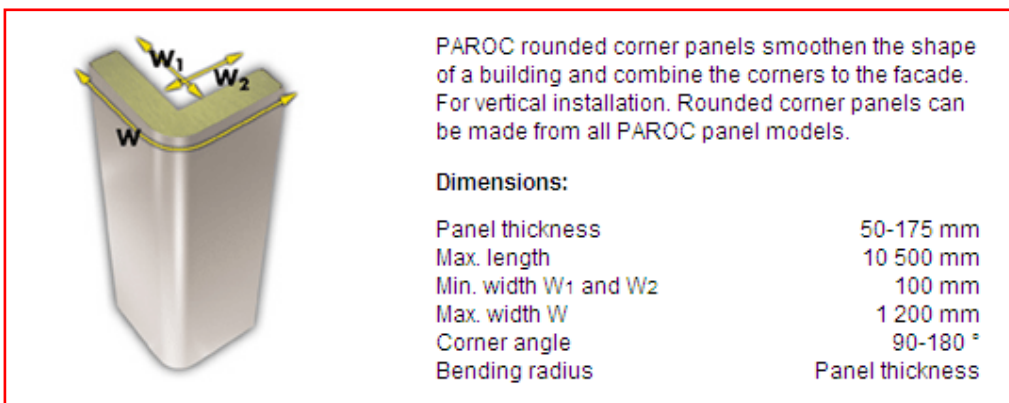 W1
W2
W
PAROC rounded corner panels smoothen the shape
of a building and combine the corners to the facade.
For vertical installation. Rounded corner panels can
be made from all PAROC panel models.
Dimensions:
Panel thickness 50-175 mm
Max. length 10 500 mm
Min. width W1 and W2 100 mm
Max. width W 1 200 mm
Corner angle 90-180 °
Bending radius Panel thickness